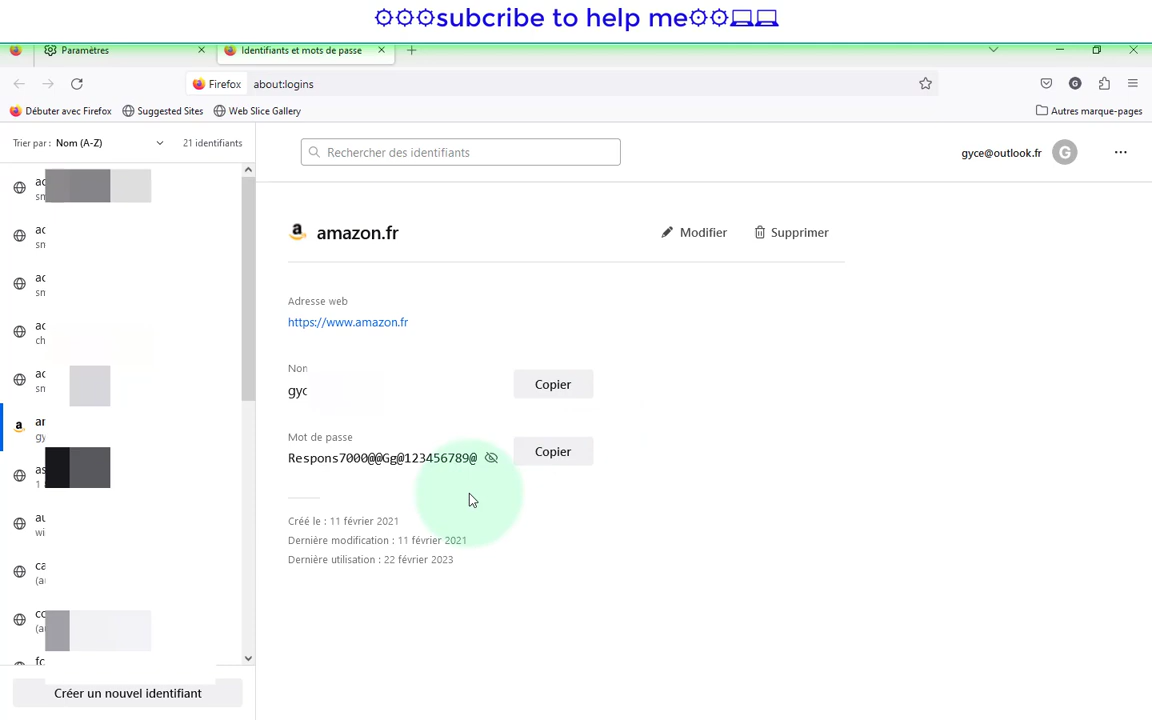 ⚙⚙⚙subcribe to help me⚙⚙💻💻
Paramètres
Identifiants et mots de passe
Firefox
about:logins
Débuter avec Firefox
Suggested Sites
Web Slice Gallery
Autres marque-pages
Trier par : Nom (A-Z)
21 identifiants
Rechercher des identifiants
gyce@outlook.fr
G
amazon.fr
Modifier
Supprimer
Adresse web
https://www.amazon.fr
Copier
Mot de passe
Respons7000@@Gg@123456789@
Copier
Créé le : 11 février 2021
Dernière modification : 11 février 2021
Dernière utilisation : 22 février 2023
Créer un nouvel identifiant